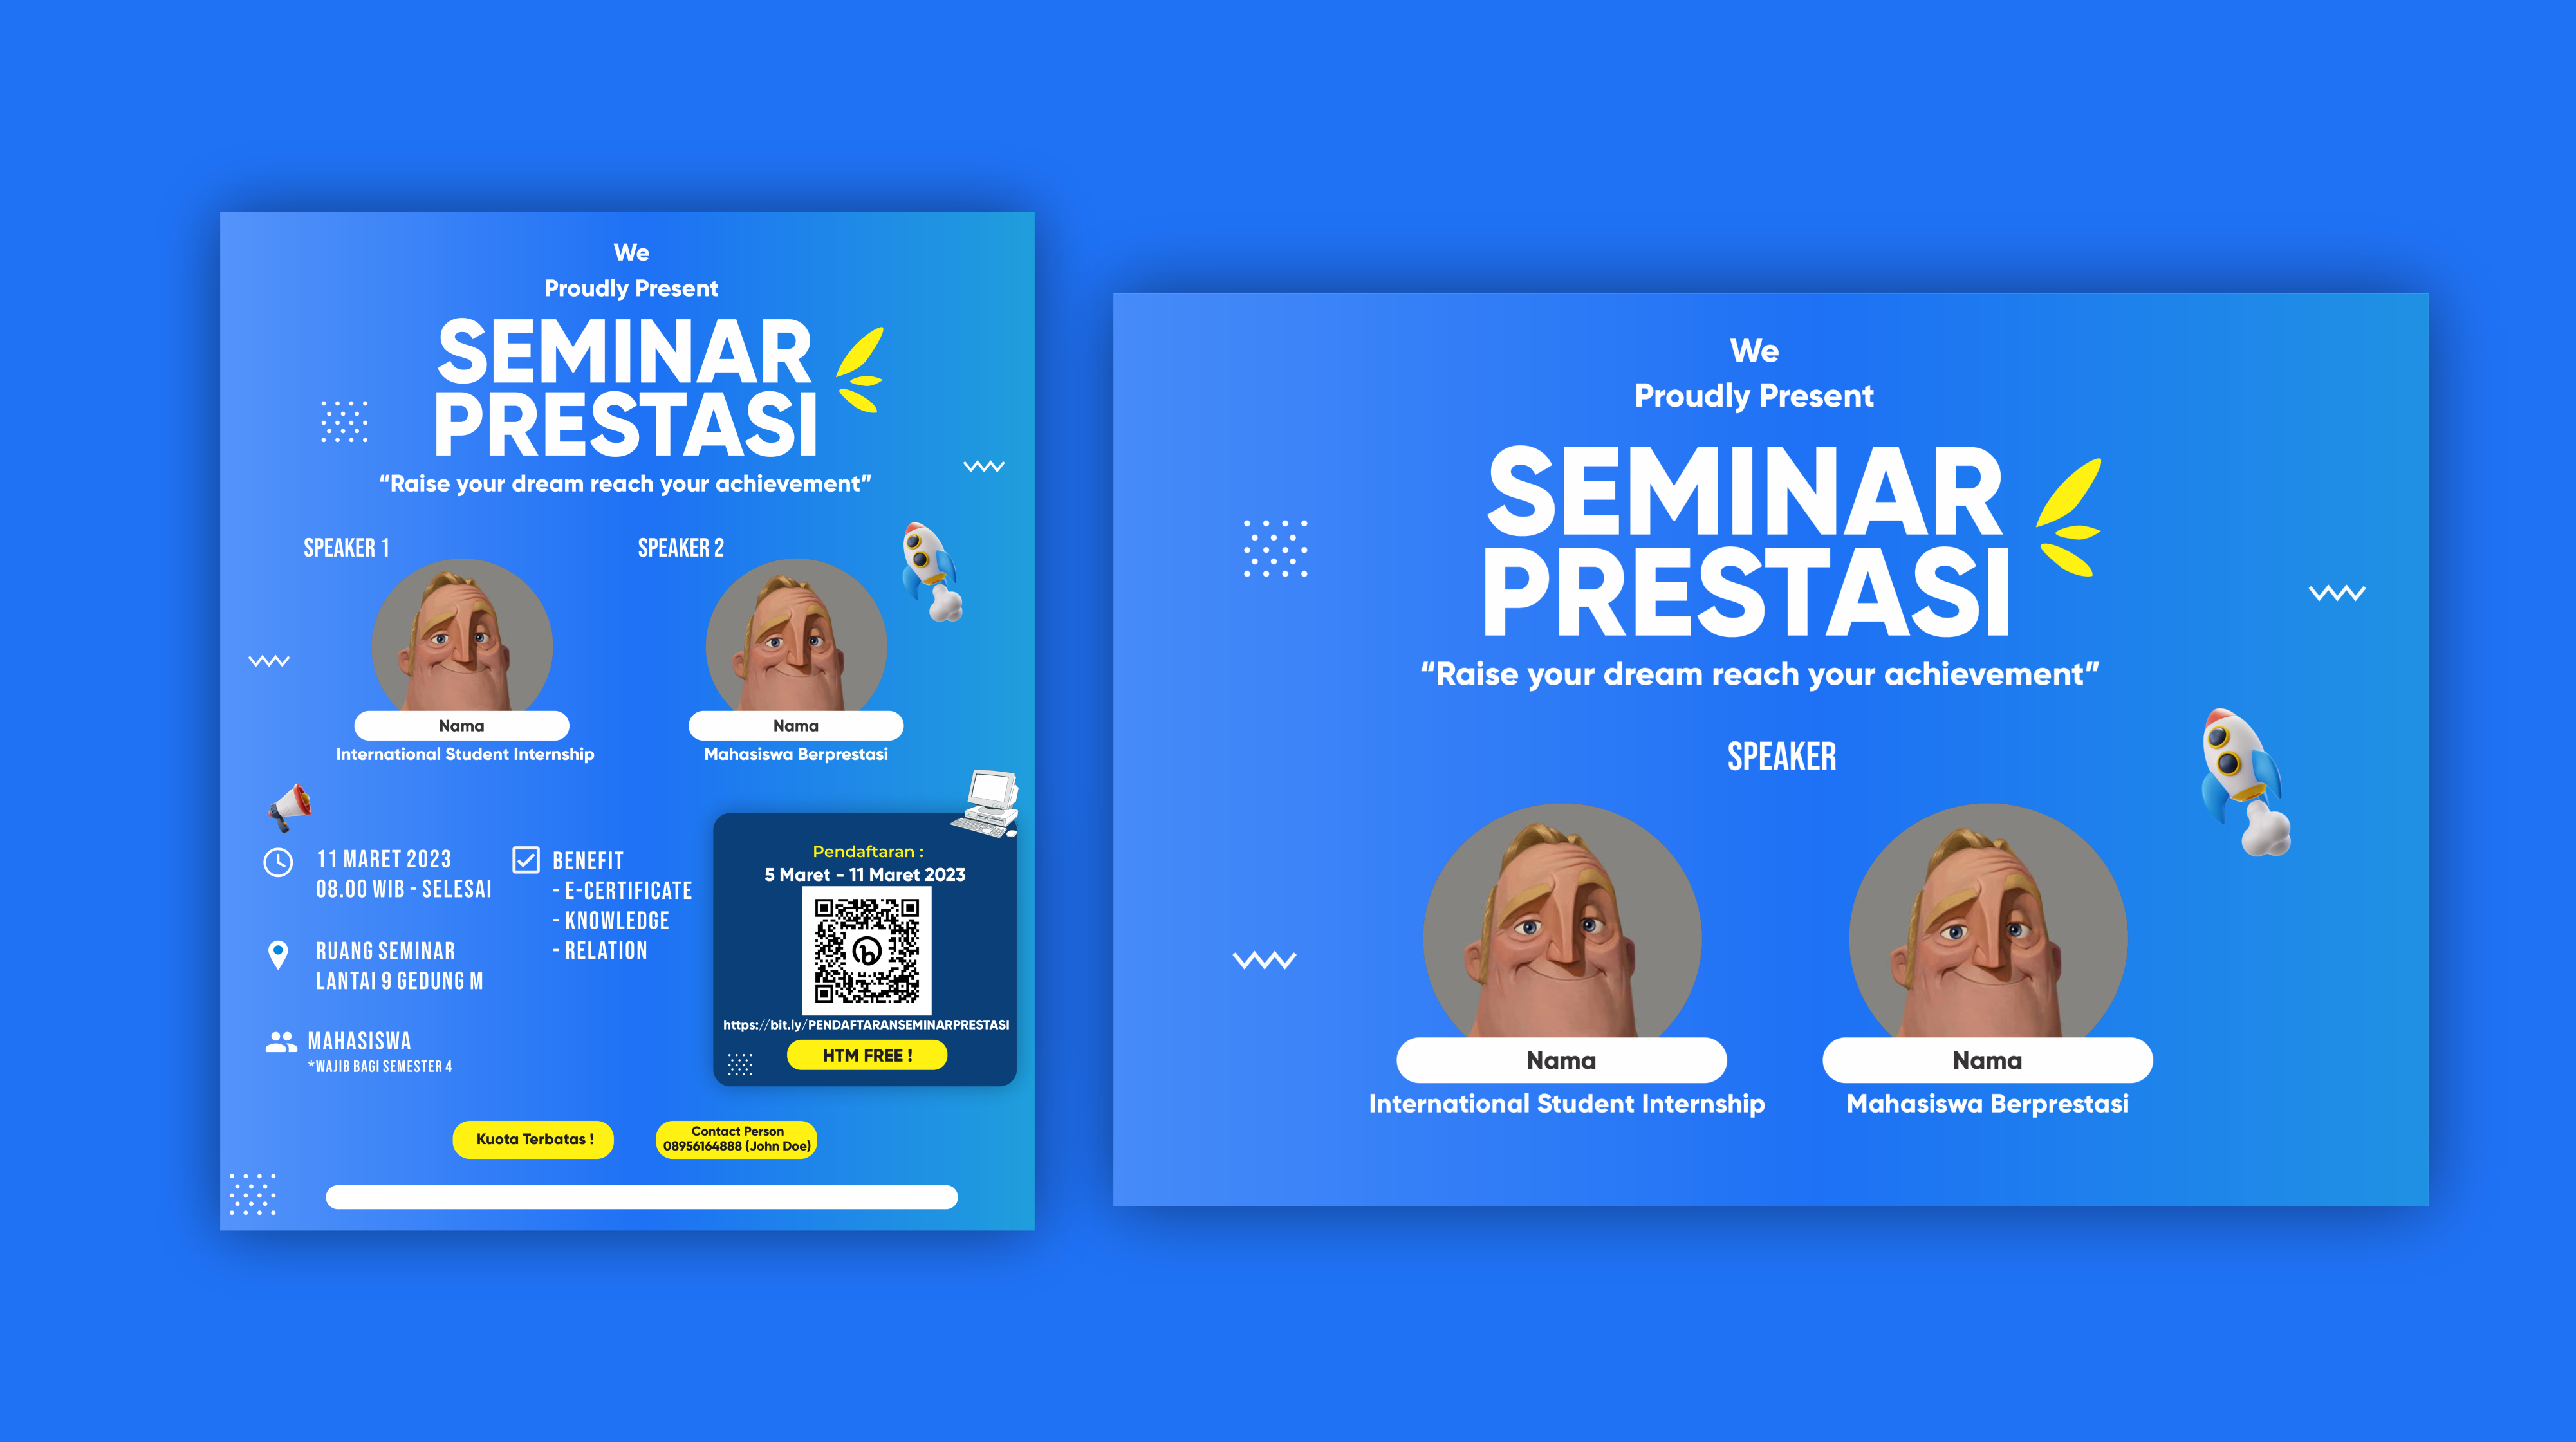 We
Proudly Present
SEMINAR
PRESTASI
“Raise your dream reach your achievement”
SPEAKER 1
SPEAKER 2
Nama
International Student Internship
Nama
Mahasiswa Berprestasi
11 MARET 2023
08.00 WIB - SELESAI
RUANG SEMINAR
LANTAI 9 GEDUNG M
MAHASISWA
*WAJIB BAGI SEMESTER 4
BENEFIT
- E-CERTIFICATE
- KNOWLEDGE
- RELATION
Pendaftaran :
5 Maret - 11 Maret 2023
https://bit.ly/PENDAFTARANSEMINARPRESTASI
HTM FREE !
Kuota Terbatas !
Contact Person
08956164888 (John Doe)
We
Proudly Present
SEMINAR
PRESTASI
“Raise your dream reach your achievement”
SPEAKER
Nama
International Student Internship
Nama
Mahasiswa Berprestasi